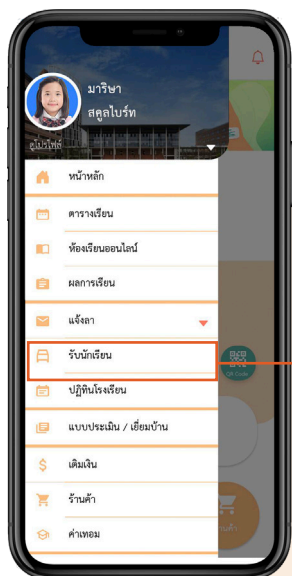 มาริษา
สคูลไบร์ท
ดูโปรไฟล์
หน้าหลัก
ตารางเรียน
ห้องเรียนออนไลน์
ผลการเรียน
แจ้งลา
รับนักเรียน
QR Code
ปฏิทินโรงเรียน
แบบประเมิน / เยี่ยมบ้าน
เติมเงิน
ร้านค้า
ค่าเทอม